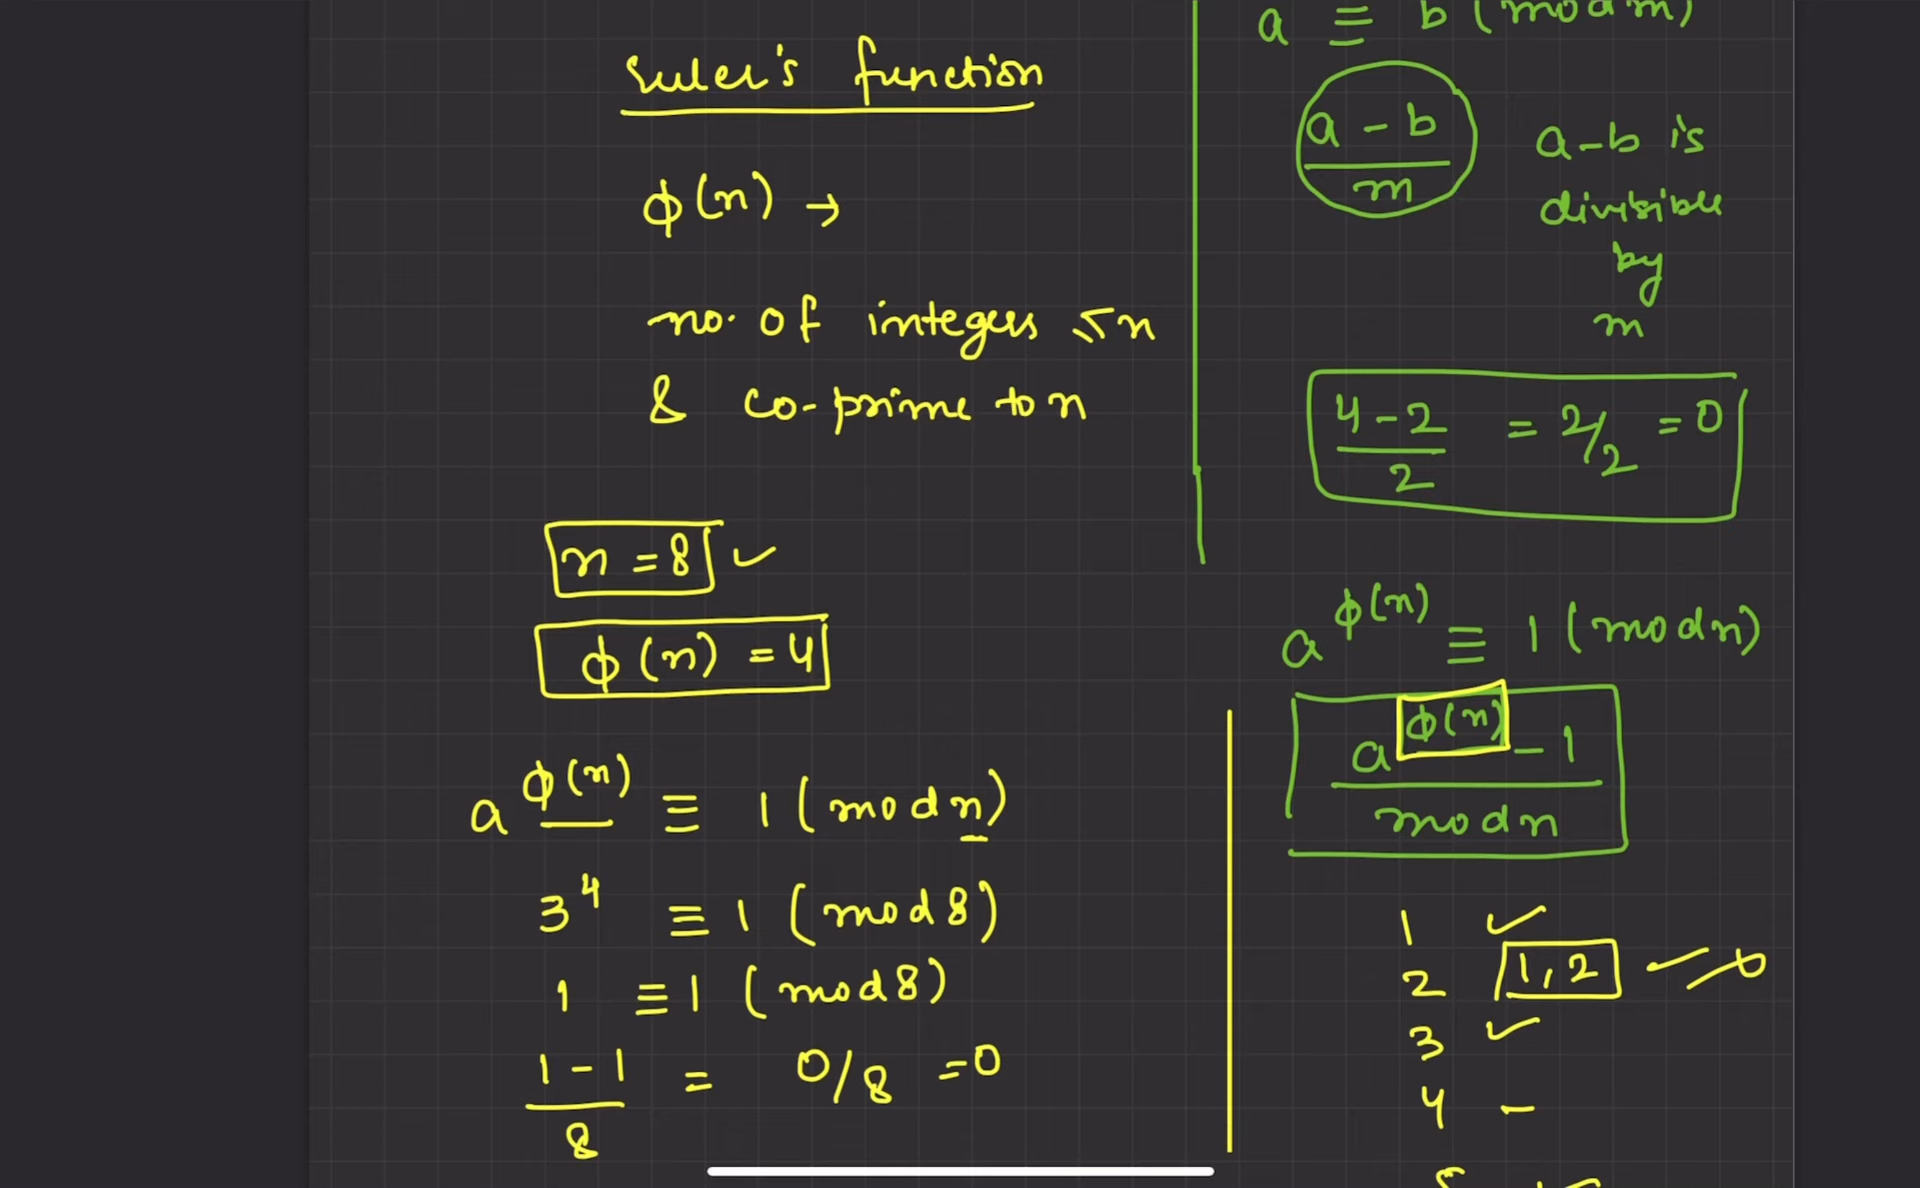 Euler's function
ϕ(n) →
no. of integers ≤ n
& co-prime to n
n = 8 ✓
ϕ(n) = 4
a^ϕ(n) ≡ 1 (mod n)
3^4 ≡ 1 (mod 8)
1 ≡ 1 (mod 8)
1 - 1 / 8 = 0/8 = 0
a ≡ b (mod m)
a - b / m
a-b is
divisible
by
m
4 - 2 / 2 = 2/2 = 0
a^ϕ(n) ≡ 1 (mod n)
a^ϕ(n) - 1 / mod n
1 ✓
2 1, 2
3 ✓
4 -